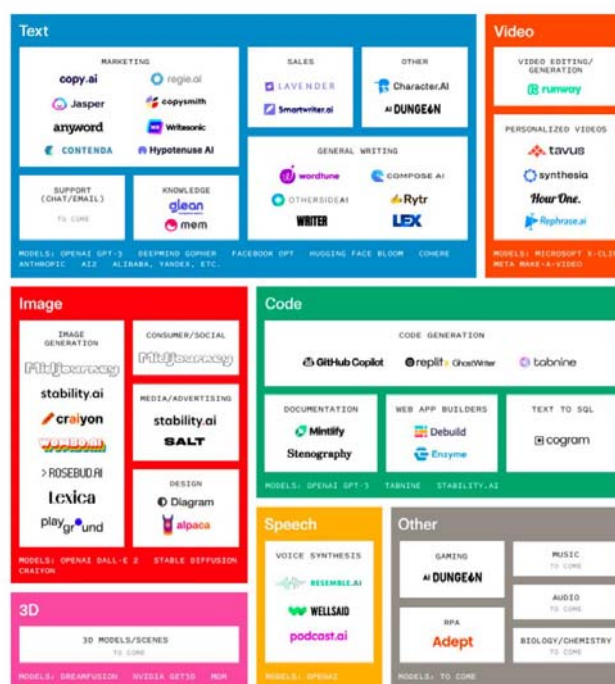 Text
MARKETING
copy.ai
regie.ai
Jasper
copysmith
anyword
Writesonic
CONTENDA
Hypotenuse AI
SALES
LAVENDER
Smartwriter.ai
OTHER
Character.AI
AI DUNGEON
SUPPORT
(CHAT/EMAIL)
TO COME
KNOWLEDGE
glean
mem
GENERAL WRITING
wordtune
COMPOSE AI
OTHERSIDEAI
Rytr
WRITER
LEX
MODELS: OPENAI GPT-3 DEEPMIND GOPHER FACEBOOK OPT HUGGING FACE BLOOM COHERE
ANTHROPIC AI2 ALIBABA, YANDEX, ETC.
Video
VIDEO EDITING/
GENERATION
runway
PERSONALIZED VIDEOS
tavus
synthesia
Hour One.
Rephrase.ai
MODELS: MICROSOFT X-CLI
META MAKE-A-VIDEO
Image
IMAGE
GENERATION
Midjourney
stability.ai
craiyon
WOMBO.AI
>ROSEBUD.AI
Lexica
playground
CONSUMER/SOCIAL
Midjourney
MEDIA/ADVERTISING
stability.ai
SALT
DESIGN
Diagram
alpaca
MODELS: OPENAI DALL-E 2 STABLE DIFFUSION
CRAIYON
Code
CODE GENERATION
GitHub Copilot
replit GhostWriter
tabnine
DOCUMENTATION
Mintlify
Stenography
WEB APP BUILDERS
Debuild
Enzyme
TEXT TO SQL
cogram
MODELS: OPENAI GPT-3 TABNINE STABILITY.AI
Speech
VOICE SYNTHESIS
RESEMBLE.AI
WELLSAID
podcast.ai
MODELS: OPENAI
Other
GAMING
AI DUNGEON
RPA
Adept
MUSIC
TO COME
AUDIO
TO COME
BIOLOGY/CHEMISTRY
TO COME
MODELS: TO COME
3D
3D MODELS/SCENES
TO COME
MODELS: DREAMFUSION NVIDIA GET3D MDM